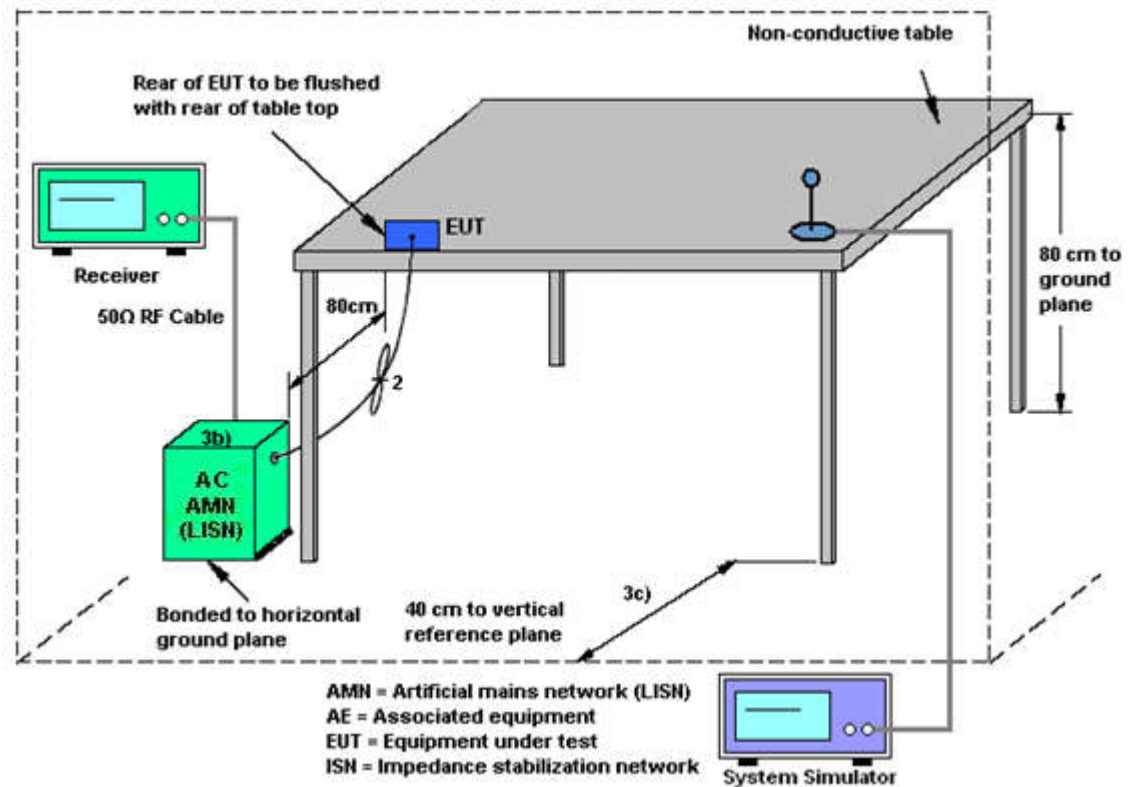 Non-conductive table
Rear of EUT to be flushed
with rear of table top
EUT
Receiver
80cm
80 cm to
ground
plane
50Ω RF Cable
2
3b)
AC
AMN
(LISN)
3c)
Bonded to horizontal
ground plane
40 cm to vertical
reference plane
AMN = Artificial mains network (LISN)
AE = Associated equipment
EUT = Equipment under test
ISN = Impedance stabilization network
System Simulator